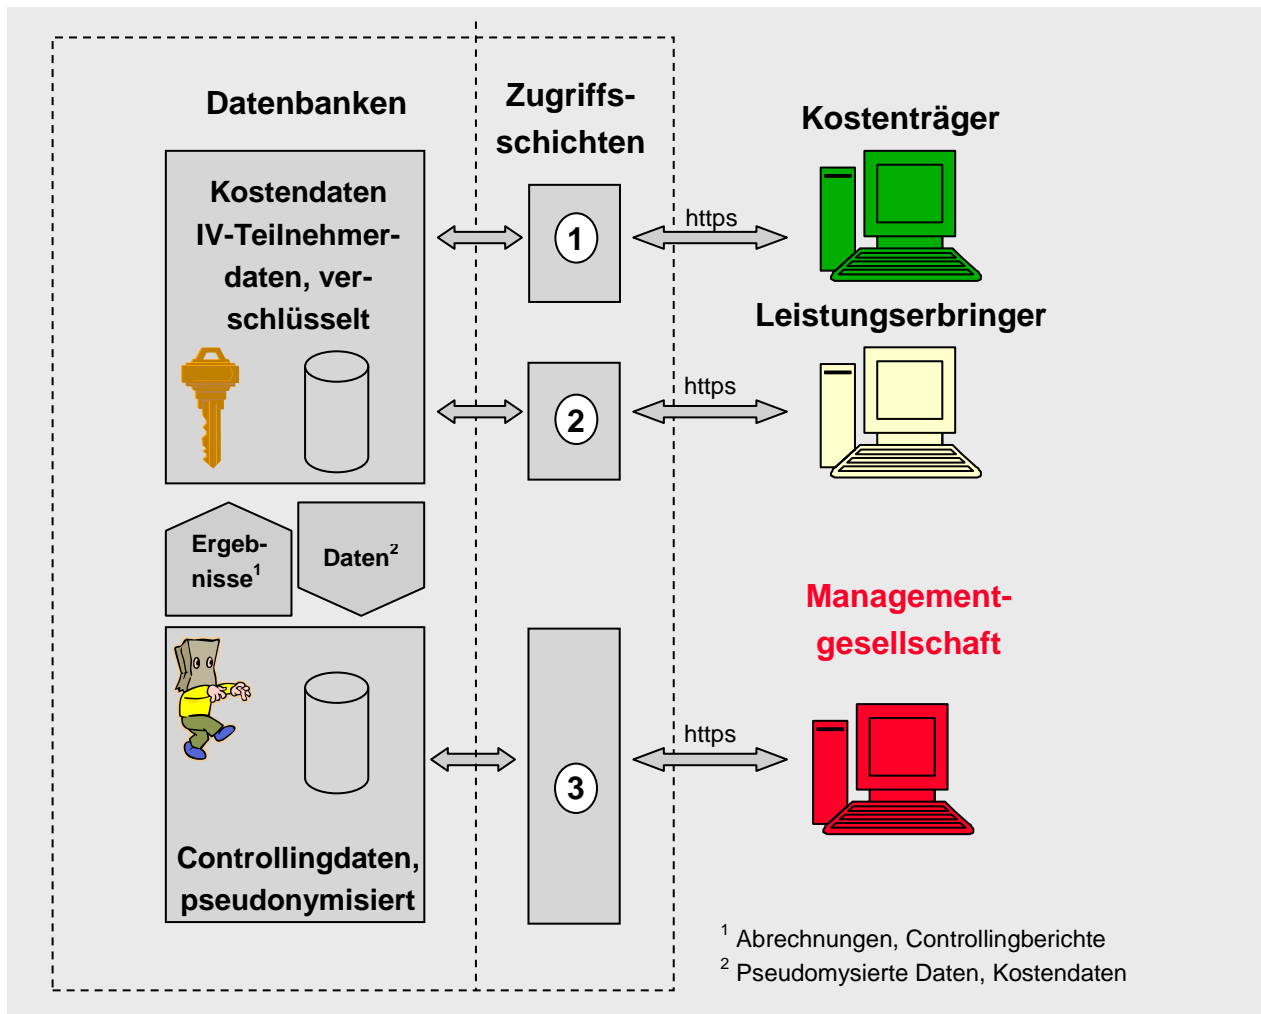 Datenbanken
Zugriffs-
schichten
Kostenträger
Kostendaten
IV-Teilnehmer-
daten, ver-
schlüsselt
1
https
Leistungserbringer
2
https
Ergeb-
nisse1
Daten2
Management-
gesellschaft
3
https
Controllingdaten,
pseudonymisiert
1 Abrechnungen, Controllingberichte
2 Pseudomysierte Daten, Kostendaten